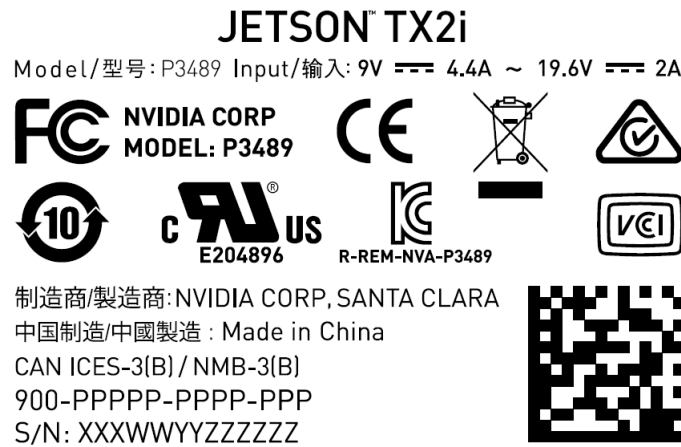 JETSON™ TX2i
Model/型号: P3489 Input/输入: 9V ⎓ 4.4A ~ 19.6V ⎓ 2A
FC NVIDIA CORP
MODEL: P3489
CE
10
c RU® US
E204896
R-REM-NVA-P3489
VCI
制造商/製造商:NVIDIA CORP, SANTA CLARA
中国制造/中國製造 : Made in China
CAN ICES-3(B) / NMB-3(B)
900-PPPPP-PPPP-PPP
S/N: XXXWWYYZZZZZZ